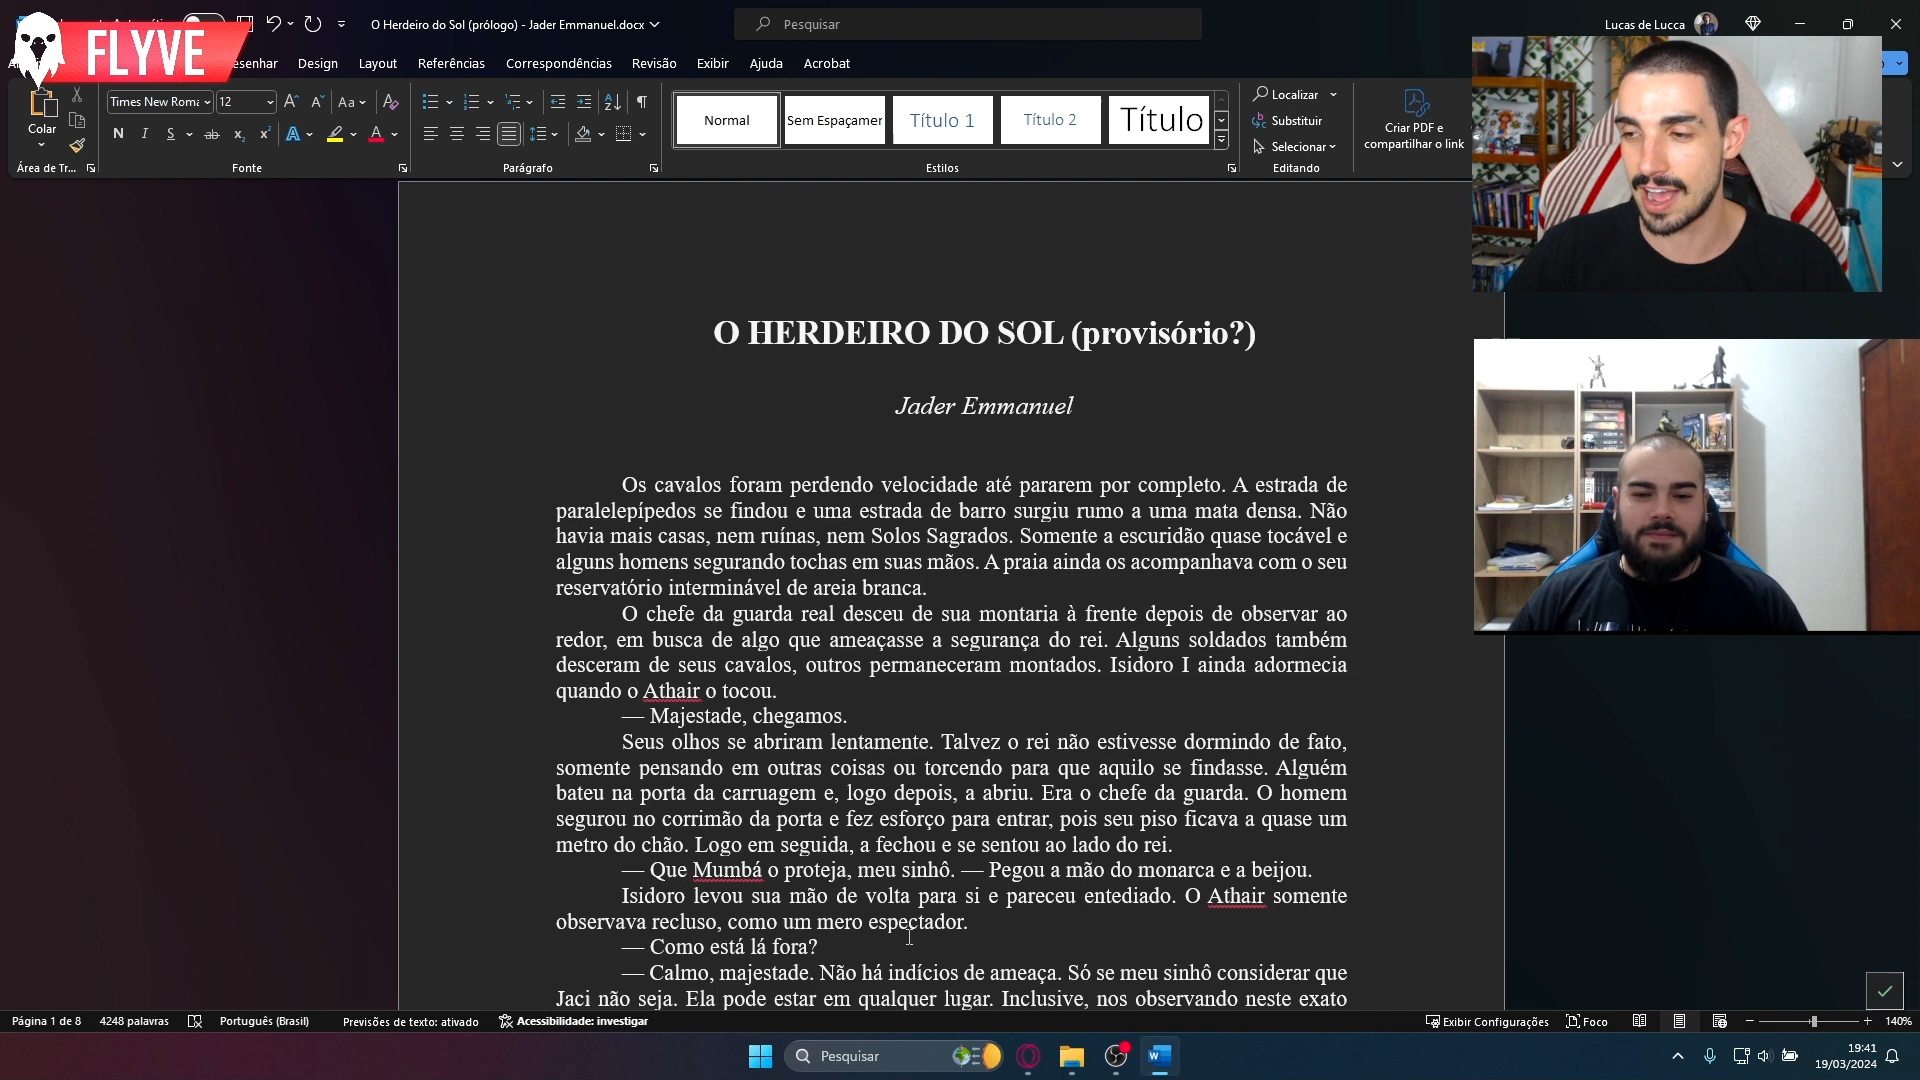 O Herdeiro do Sol (prólogo) - Jader Emmanuel.docx
Pesquisar
Lucas de Lucca
FLYVE
Design Layout Referências Correspondências Revisão Exibir Ajuda Acrobat
Times New Roma 12 Aa
Colar
N I S ab x₂ x² A A
Normal Sem Espaçamer Título 1 Título 2 Título
Localizar
Substituir
Selecionar
Criar PDF e
compartilhar o link
Área de Tr... Fonte Parágrafo Estilos Editando
O HERDEIRO DO SOL (provisório?)
Jader Emmanuel
Os cavalos foram perdendo velocidade até pararem por completo. A estrada de
paralelepípedos se findou e uma estrada de barro surgiu rumo a uma mata densa. Não
havia mais casas, nem ruínas, nem Solos Sagrados. Somente a escuridão quase tocável e
alguns homens segurando tochas em suas mãos. A praia ainda os acompanhava com o seu
reservatório interminável de areia branca.
O chefe da guarda real desceu de sua montaria à frente depois de observar ao
redor, em busca de algo que ameaçasse a segurança do rei. Alguns soldados também
desceram de seus cavalos, outros permaneceram montados. Isidoro I ainda adormecia
quando o Athair o tocou.
— Majestade, chegamos.
Seus olhos se abriram lentamente. Talvez o rei não estivesse dormindo de fato,
somente pensando em outras coisas ou torcendo para que aquilo se findasse. Alguém
bateu na porta da carruagem e, logo depois, a abriu. Era o chefe da guarda. O homem
segurou no corrimão da porta e fez esforço para entrar, pois seu piso ficava a quase um
metro do chão. Logo em seguida, a fechou e se sentou ao lado do rei.
— Que Mumbá o proteja, meu sinhô. — Pegou a mão do monarca e a beijou.
Isidoro levou sua mão de volta para si e pareceu entediado. O Athair somente
observava recluso, como um mero espectador.
— Como está lá fora?
— Calmo, majestade. Não há indícios de ameaça. Só se meu sinhô considerar que
Jaci não seja. Ela pode estar em qualquer lugar. Inclusive, nos observando neste exato
Página 1 de 8 4248 palavras Português (Brasil) Previsões de texto: ativado Acessibilidade: investigar Exibir Configurações Foco 140%
Pesquisar
19:41
19/03/2024